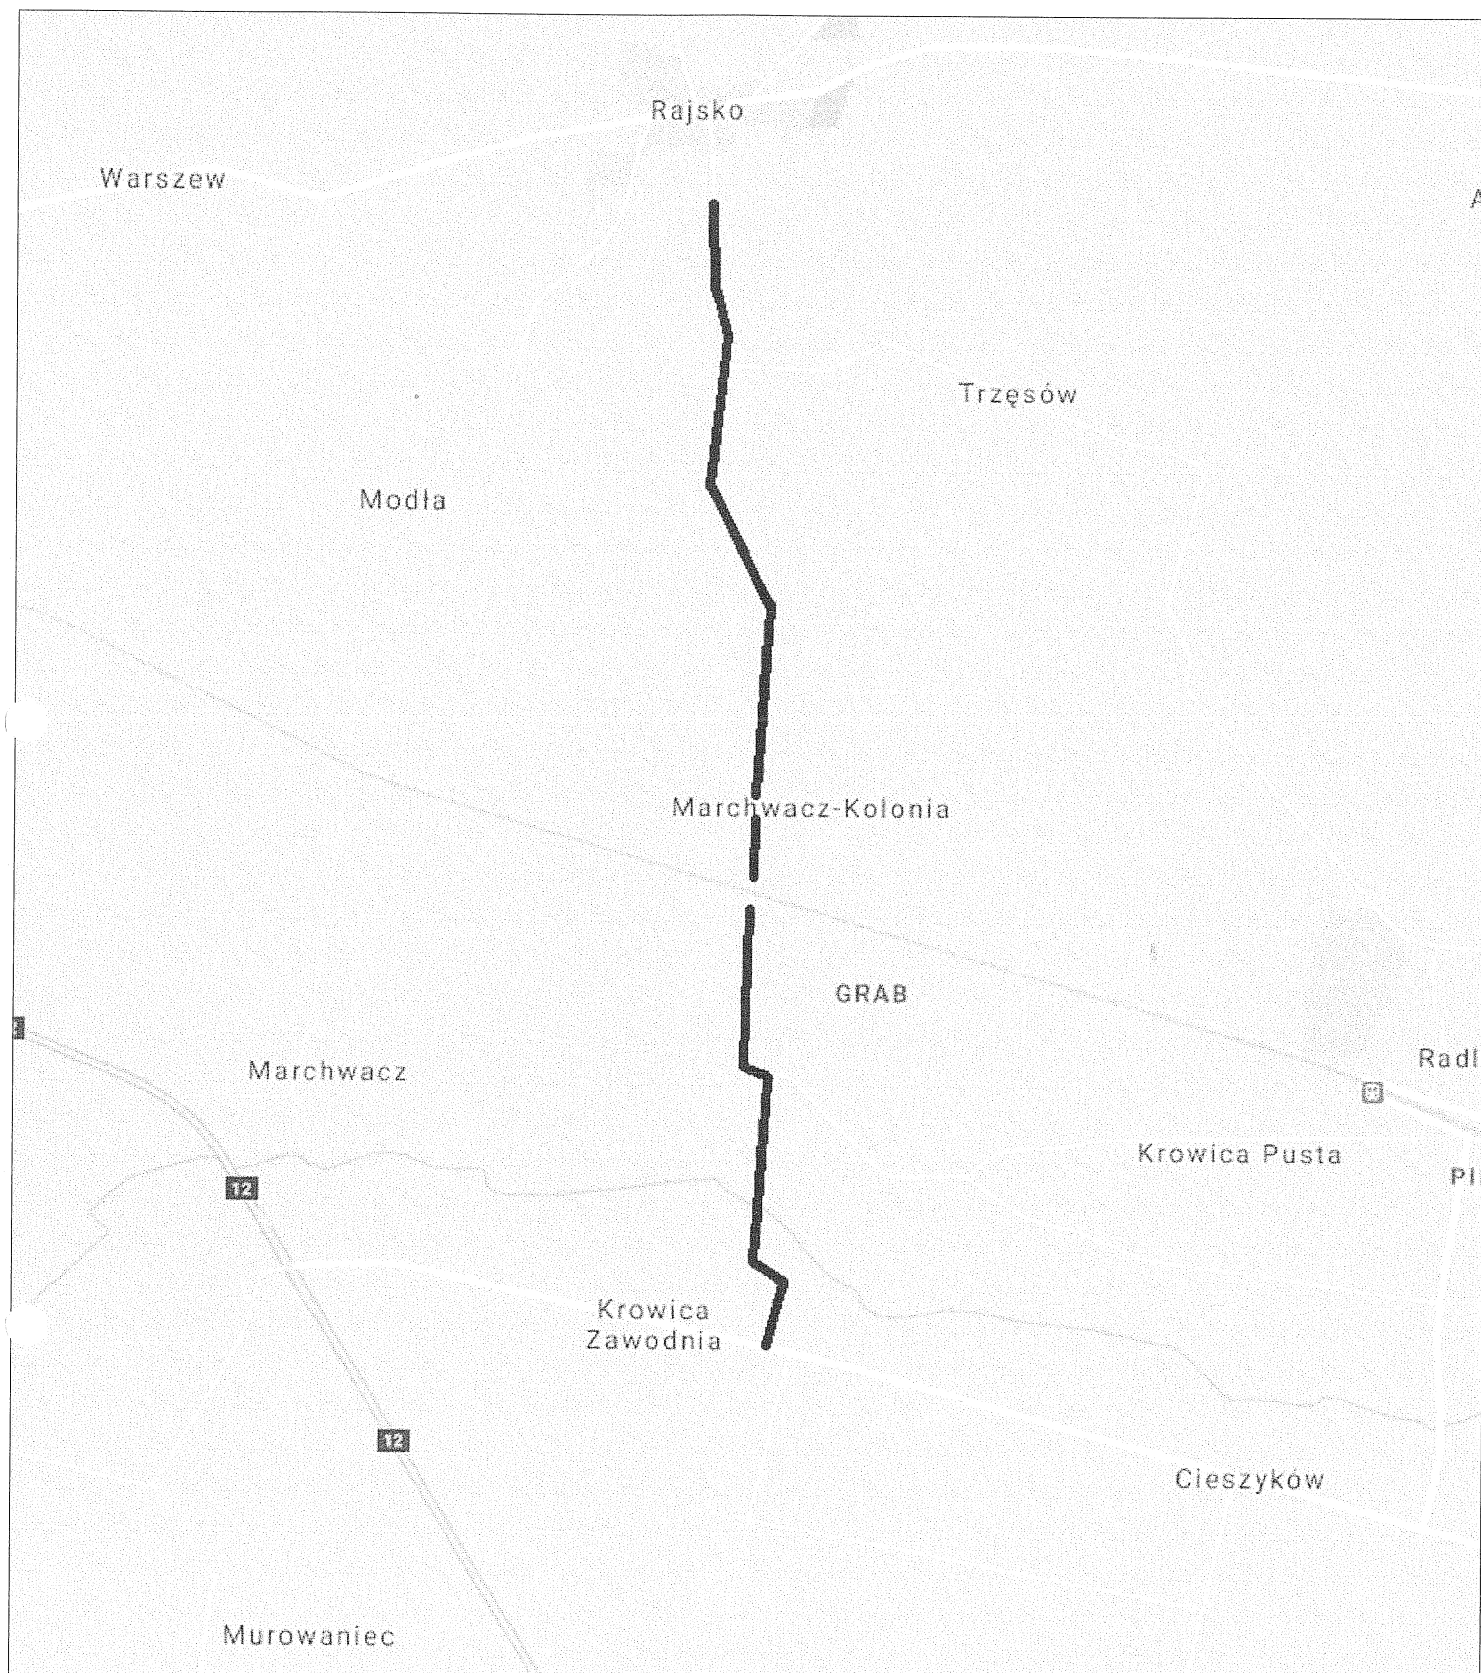 Rajsko
Warszew
A
Trzęsów
Modła
Marchwacz-Kolonia
GRAB
Radl
Marchwacz
Krowica Pusta
Pl
12
Krowica
Zawodnia
12
Cieszyków
Murowaniec